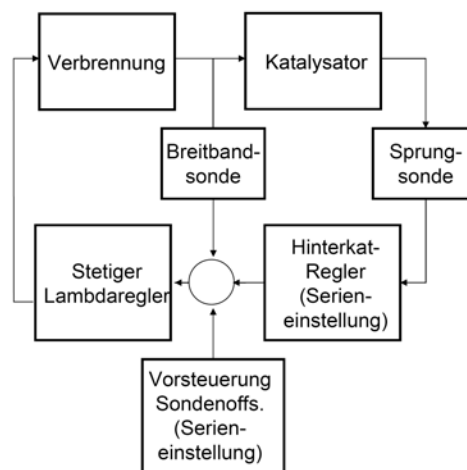 Verbrennung
Katalysator
Breitband-
sonde
Sprung-
sonde
Stetiger
Lambdaregler
Hinterkat-
Regler
(Serien-
einstellung)
Vorsteuerung
Sondenoffs.
(Serien-
einstellung)